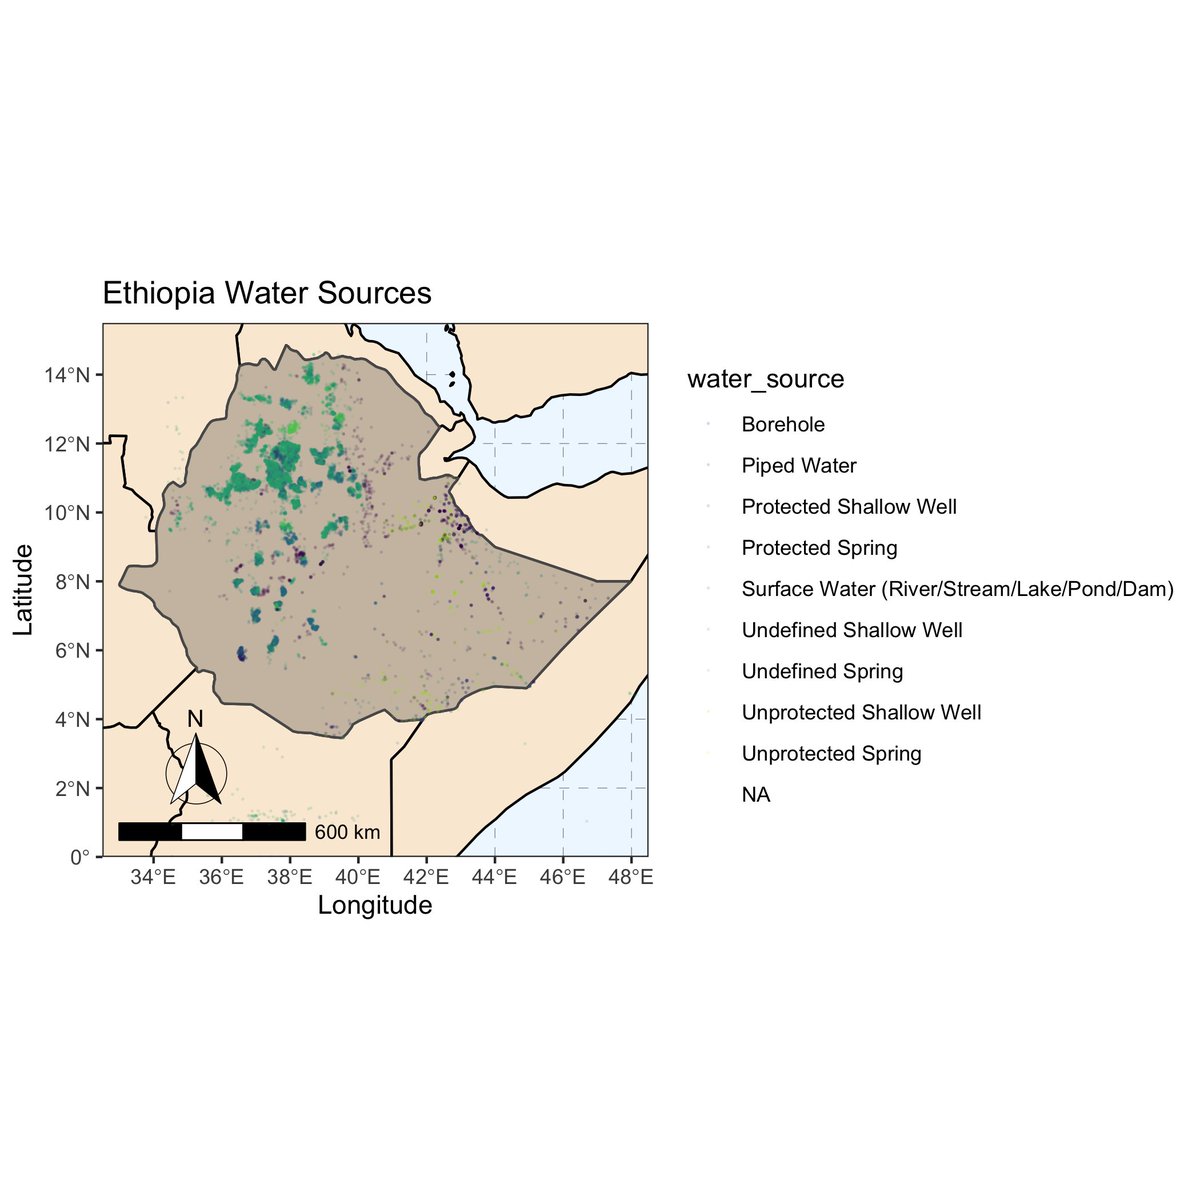 Ethiopia Water Sources
14°N
12°N
10°N
8°N
6°N
4°N
2°N
0°
Latitude
N
600 km
34°E 36°E 38°E 40°E 42°E 44°E 46°E 48°E
Longitude
water_source
Borehole
Piped Water
Protected Shallow Well
Protected Spring
Surface Water (River/Stream/Lake/Pond/Dam)
Undefined Shallow Well
Undefined Spring
Unprotected Shallow Well
Unprotected Spring
NA